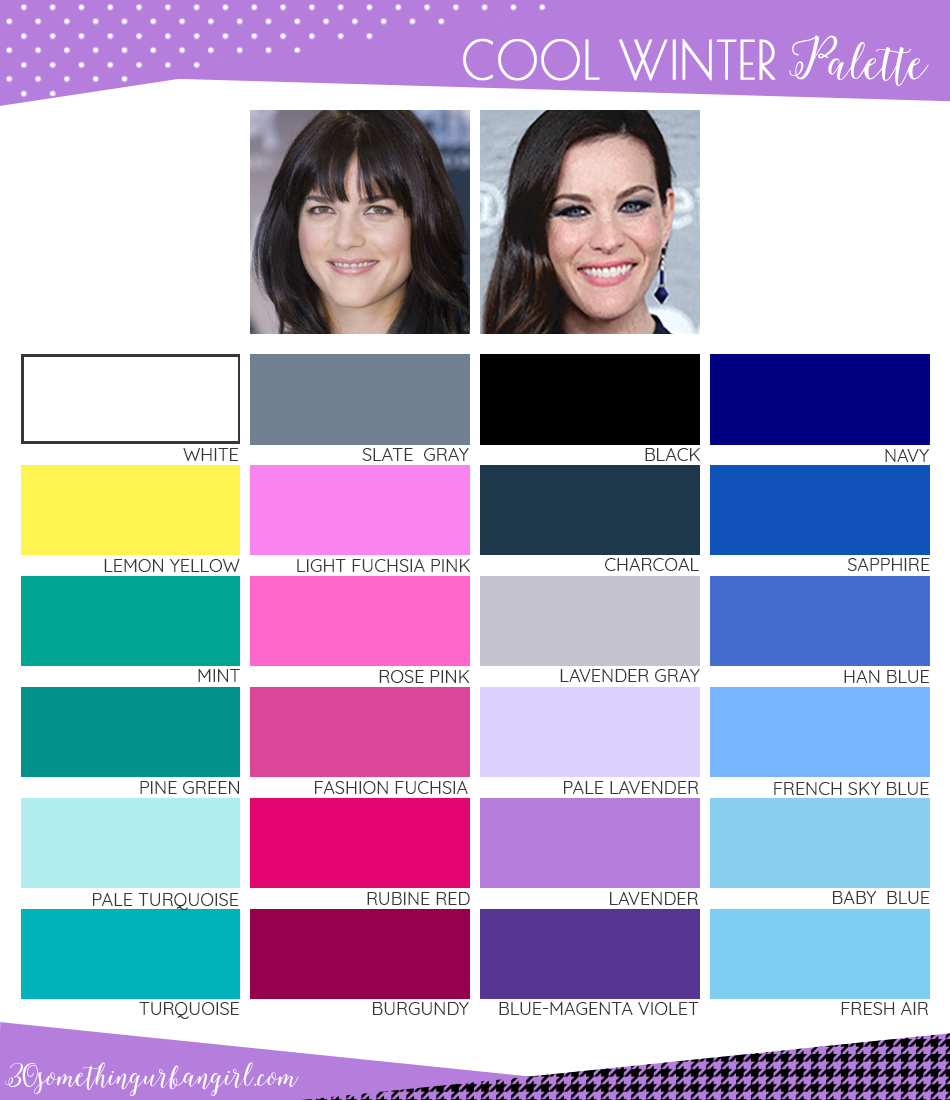 COOL WINTER Palette
WHITE SLATE GRAY BLACK NAVY
LEMON YELLOW LIGHT FUCHSIA PINK CHARCOAL SAPPHIRE
MINT ROSE PINK LAVENDER GRAY HAN BLUE
PINE GREEN FASHION FUCHSIA PALE LAVENDER FRENCH SKY BLUE
PALE TURQUOISE RUBINE RED LAVENDER BABY BLUE
TURQUOISE BURGUNDY BLUE-MAGENTA VIOLET FRESH AIR
30somethingurbangirl.com